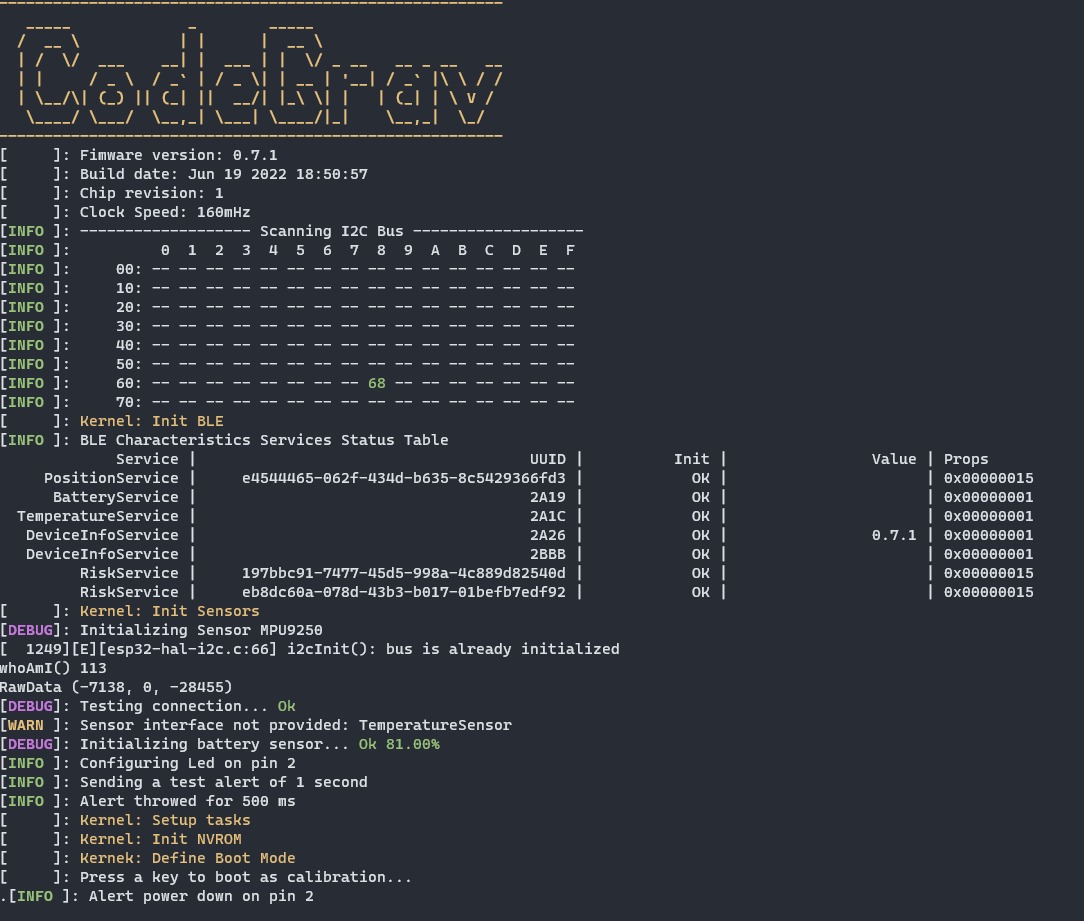 CodeGrav
[     ]: Fimware version: 0.7.1
[     ]: Build date: Jun 19 2022 18:50:57
[     ]: Chip revision: 1
[     ]: Clock Speed: 160mHz
[INFO ]: ------------------- Scanning I2C Bus -------------------
[INFO ]:          0  1  2  3  4  5  6  7  8  9  A  B  C  D  E  F
[INFO ]:     00: -- -- -- -- -- -- -- -- -- -- -- -- -- -- -- --
[INFO ]:     10: -- -- -- -- -- -- -- -- -- -- -- -- -- -- -- --
[INFO ]:     20: -- -- -- -- -- -- -- -- -- -- -- -- -- -- -- --
[INFO ]:     30: -- -- -- -- -- -- -- -- -- -- -- -- -- -- -- --
[INFO ]:     40: -- -- -- -- -- -- -- -- -- -- -- -- -- -- -- --
[INFO ]:     50: -- -- -- -- -- -- -- -- -- -- -- -- -- -- -- --
[INFO ]:     60: -- -- -- -- -- -- -- -- 68 -- -- -- -- -- -- --
[INFO ]:     70: -- -- -- -- -- -- -- -- -- -- -- -- -- -- -- --
[     ]: Kernel: Init BLE
[INFO ]: BLE Characteristics Services Status Table
Service | UUID | Init | Value | Props
PositionService | e4544465-062f-434d-b635-8c5429366fd3 | OK | | 0x00000015
BatteryService | 2A19 | OK | | 0x00000001
TemperatureService | 2A1C | OK | | 0x00000001
DeviceInfoService | 2A26 | OK | 0.7.1 | 0x00000001
DeviceInfoService | 2BBB | OK | | 0x00000001
RiskService | 197bbc91-7477-45d5-998a-4c889d82540d | OK | | 0x00000015
RiskService | eb8dc60a-078d-43b3-b017-01befb7edf92 | OK | | 0x00000015
[     ]: Kernel: Init Sensors
[DEBUG]: Initializing Sensor MPU9250
[  1249][E][esp32-hal-i2c.c:66] i2cInit(): bus is already initialized
whoAmI() 113
RawData (-7138, 0, -28455)
[DEBUG]: Testing connection... Ok
[WARN ]: Sensor interface not provided: TemperatureSensor
[DEBUG]: Initializing battery sensor... Ok 81.00%
[INFO ]: Configuring Led on pin 2
[INFO ]: Sending a test alert of 1 second
[INFO ]: Alert throwed for 500 ms
[     ]: Kernel: Setup tasks
[     ]: Kernel: Init NVROM
[     ]: Kernek: Define Boot Mode
[     ]: Press a key to boot as calibration...
.[INFO ]: Alert power down on pin 2